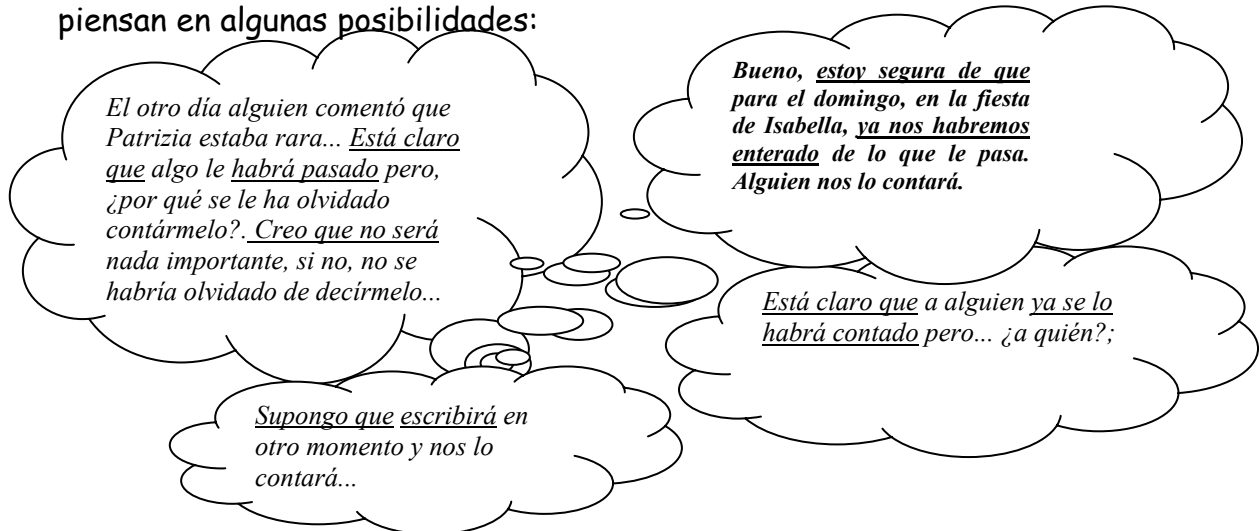 piensan en algunas posibilidades:
El otro día alguien comentó que
Patrizia estaba rara... Está claro
que algo le habrá pasado pero,
¿por qué se le ha olvidado
contármelo?. Creo que no será
nada importante, si no, no se
habría olvidado de decírmelo...
Bueno, estoy segura de que
para el domingo, en la fiesta
de Isabella, ya nos habremos
enterado de lo que le pasa.
Alguien nos lo contará.
Está claro que a alguien ya se lo
habrá contado pero... ¿a quién?;
Supongo que escribirá en
otro momento y nos lo
contará...